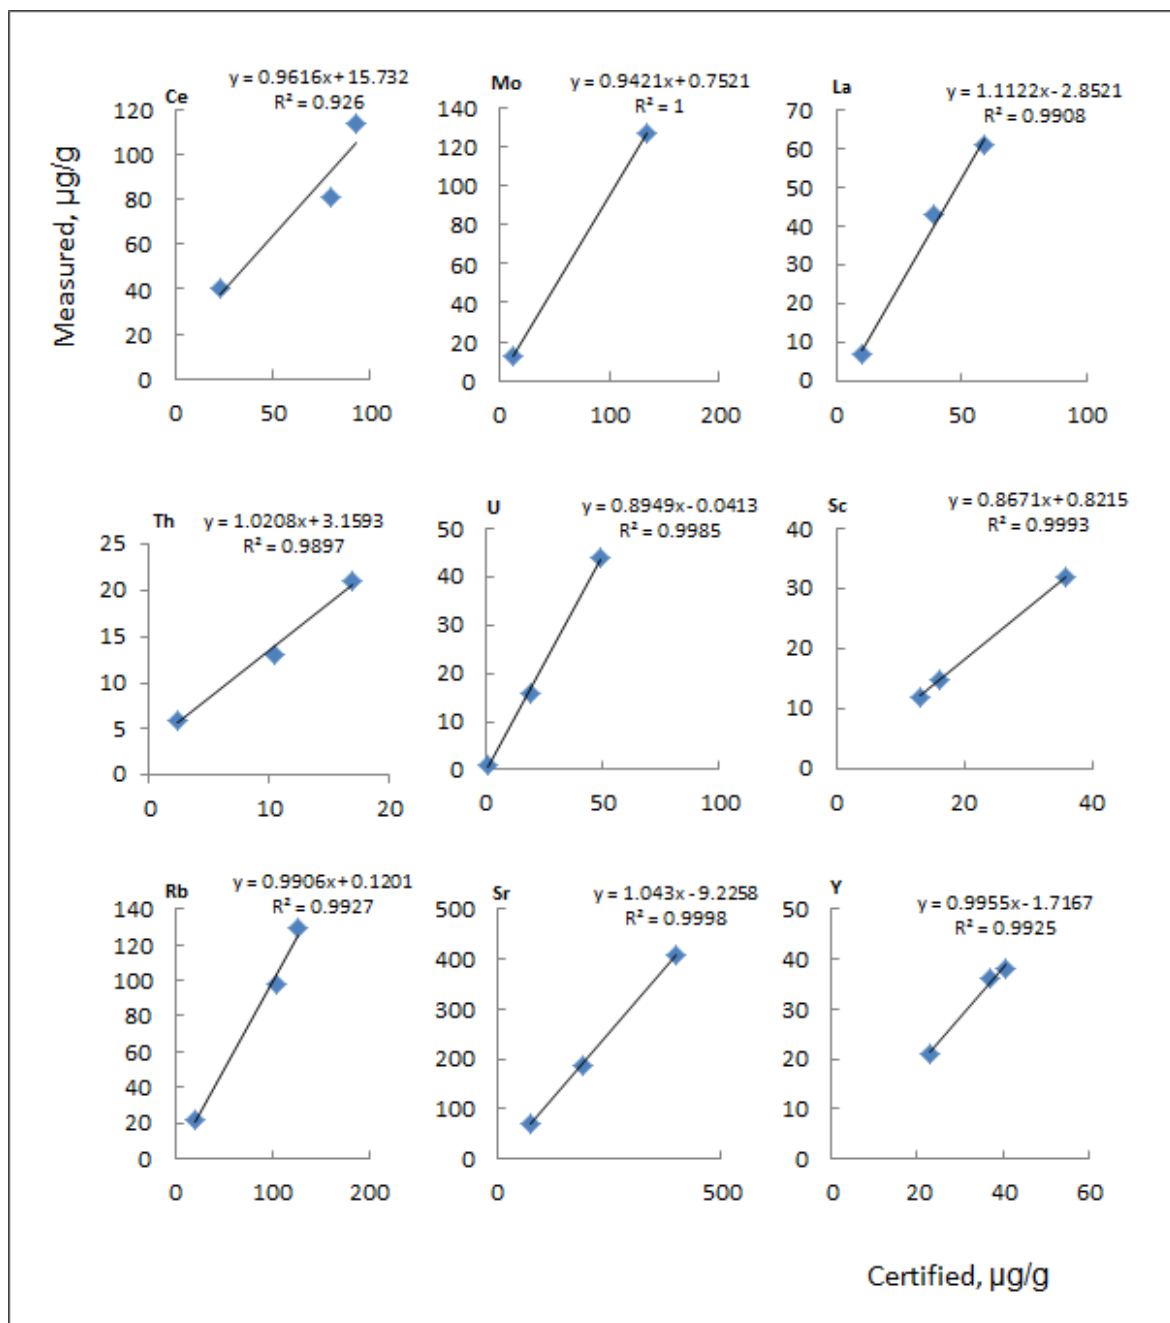 Measured, µg/g
Ce
y = 0.9616x + 15.732
R² = 0.926
120
100
80
60
40
20
0
0 50 100
Mo
y = 0.9421x + 0.7521
R² = 1
140
120
100
80
60
40
20
0
0 100 200
La
y = 1.1122x - 2.8521
R² = 0.9908
70
60
50
40
30
20
10
0
0 50 100
Th
y = 1.0208x + 3.1593
R² = 0.9897
25
20
15
10
5
0
0 10 20
U
y = 0.8949x - 0.0413
R² = 0.9985
50
40
30
20
10
0
0 50 100
Sc
y = 0.8671x + 0.8215
R² = 0.9993
40
30
20
10
0
0 20 40
Rb
y = 0.9906x + 0.1201
R² = 0.9927
140
120
100
80
60
40
20
0
0 100 200
Sr
y = 1.043x - 9.2258
R² = 0.9998
500
400
300
200
100
0
0 500
Y
y = 0.9955x - 1.7167
R² = 0.9925
50
40
30
20
10
0
0 20 40 60
Certified, µg/g